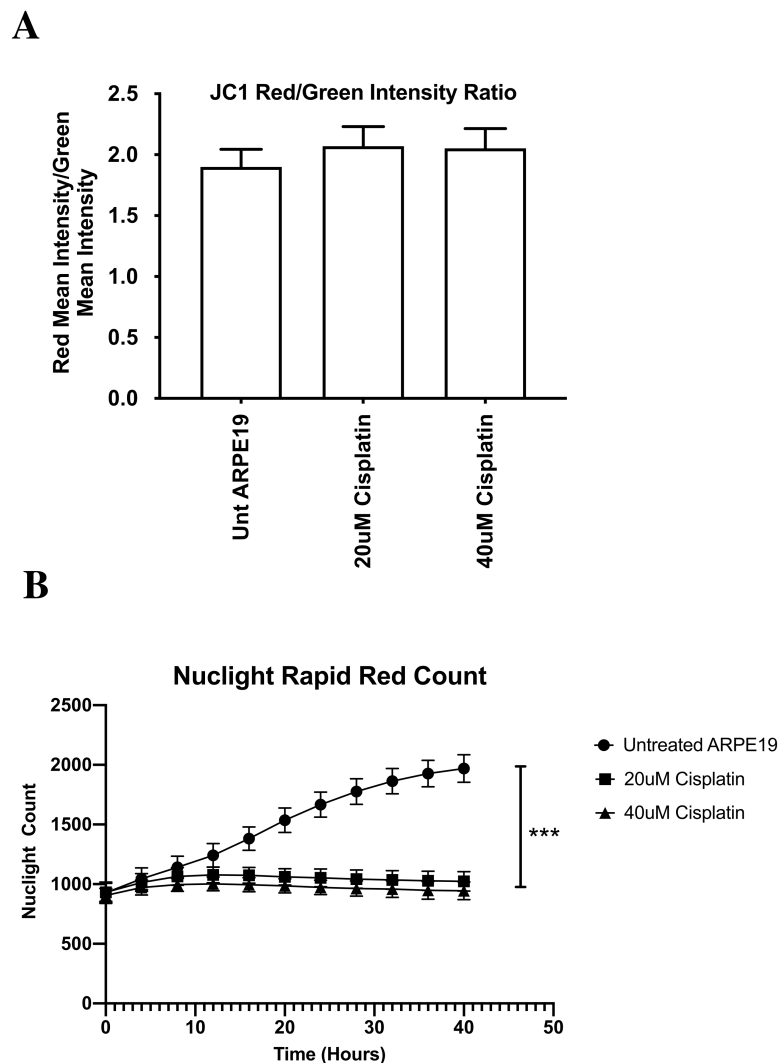 A
JC1 Red/Green Intensity Ratio
Red Mean Intensity/Green
Mean Intensity
2.5
2.0
1.5
1.0
0.5
0.0
Unt ARPE19
20uM Cisplatin
40uM Cisplatin
B
Nuclight Rapid Red Count
Nuclight Count
2500
2000
1500
1000
500
0
0
10
20
30
40
50
Time (Hours)
Untreated ARPE19
20uM Cisplatin
40uM Cisplatin
***